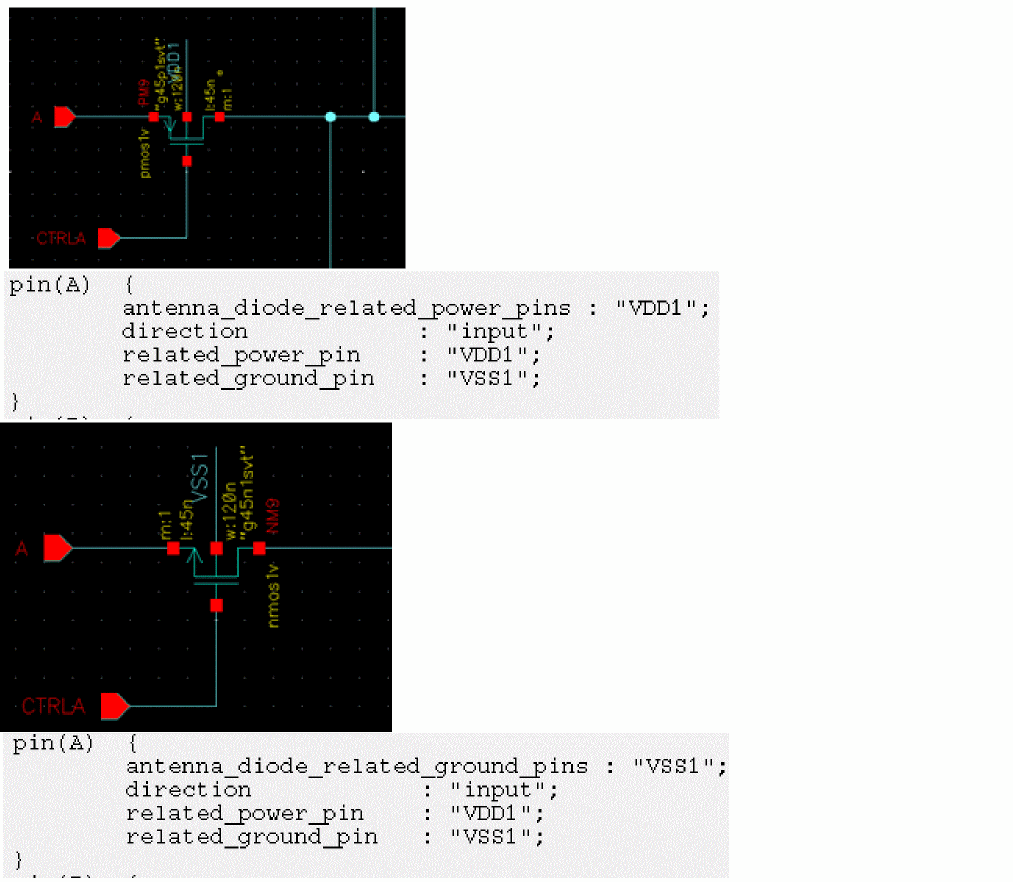 VDD1
"g45p1svt"
w:120n
PM9
l:45n
m:1
A
pmos1v
CTRLA
pin(A) {
antenna_diode_related_power_pins : "VDD1";
direction : "input";
related_power_pin : "VDD1";
related_ground_pin : "VSS1";
}
VSS1
m:1
l:45n
w:120n
"g45n1svt"
NM9
A
nmos1v
CTRLA
pin(A) {
antenna_diode_related_ground_pins : "VSS1";
direction : "input";
related_power_pin : "VDD1";
related_ground_pin : "VSS1";
}